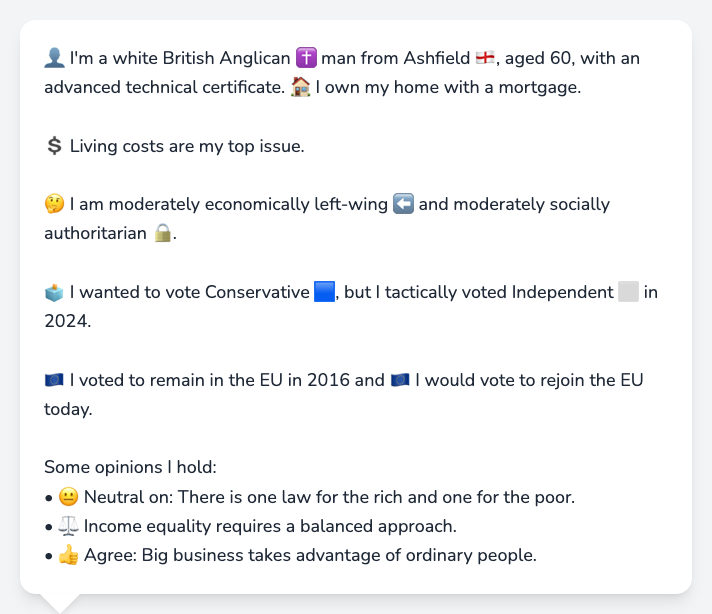 👤 I'm a white British Anglican ✝️ man from Ashfield 🏴󠁧󠁢󠁥󠁮󠁧󠁿, aged 60, with an
advanced technical certificate. 🏠 I own my home with a mortgage.
💲 Living costs are my top issue.
🤔 I am moderately economically left-wing ⬅️ and moderately socially
authoritarian 🔒.
🗳️ I wanted to vote Conservative 🟦, but I tactically voted Independent ⬜ in
2024.
🇪🇺 I voted to remain in the EU in 2016 and 🇪🇺 I would vote to rejoin the EU
today.
Some opinions I hold:
• 😐 Neutral on: There is one law for the rich and one for the poor.
• ⚖️ Income equality requires a balanced approach.
• 👍 Agree: Big business takes advantage of ordinary people.